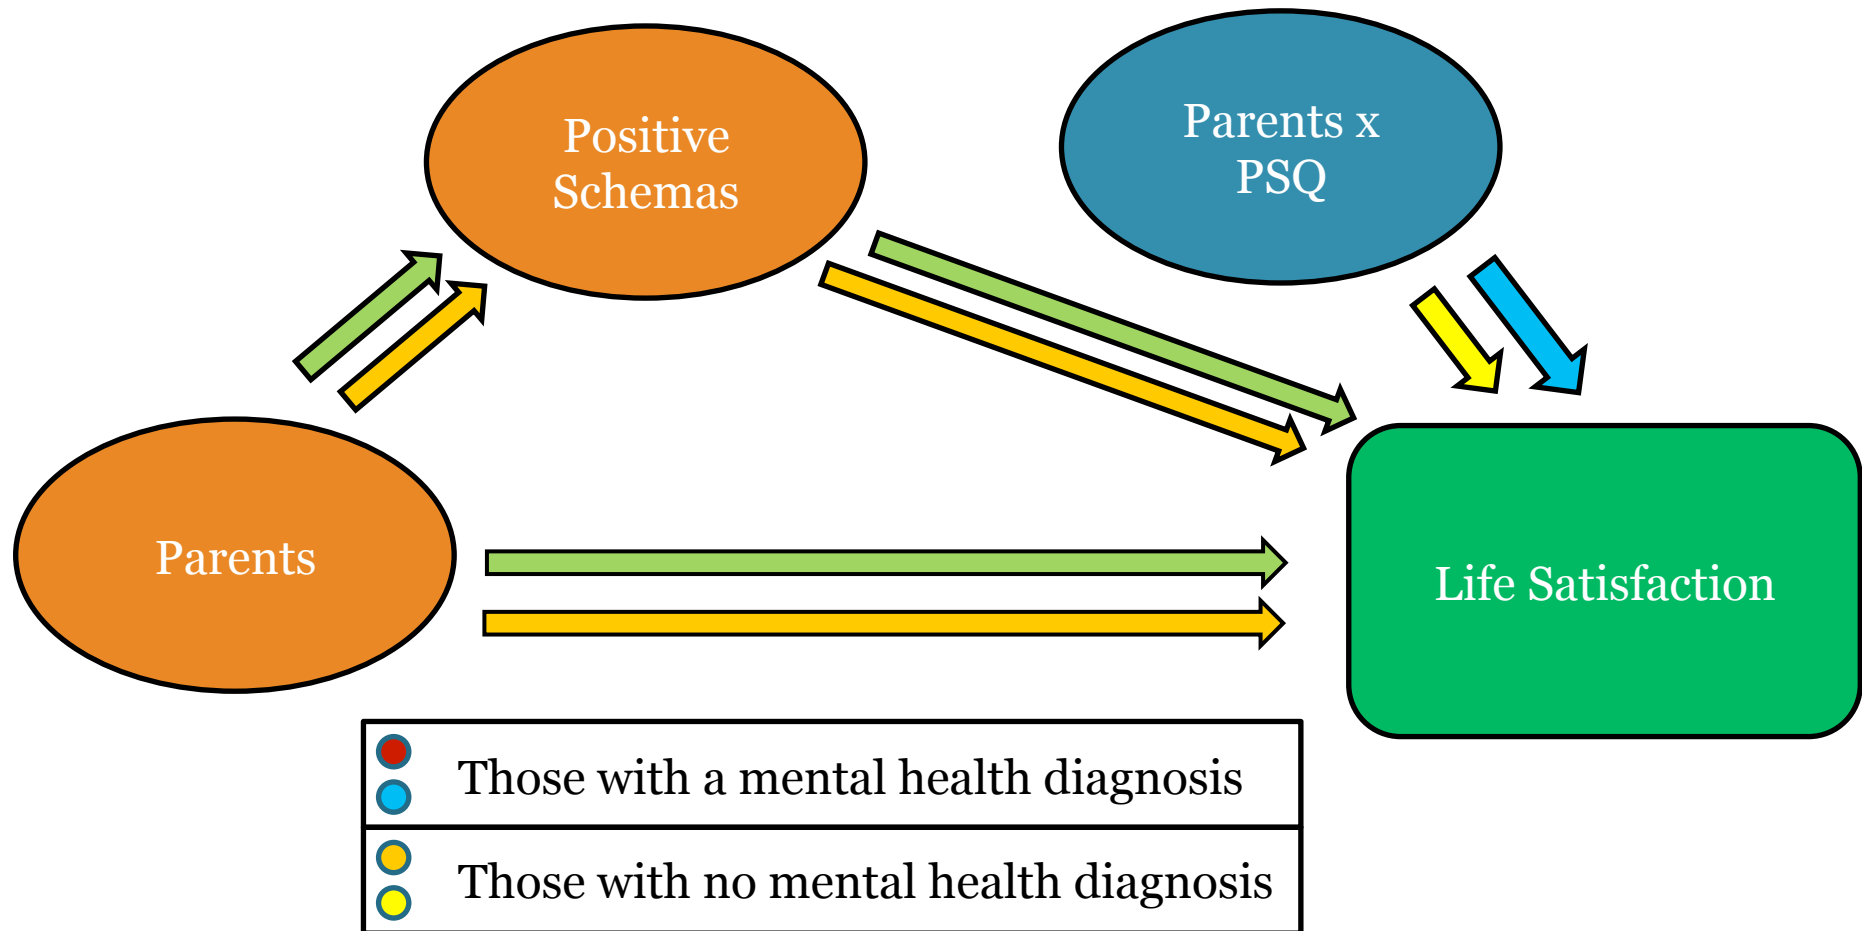 Positive
Schemas
Parents x
PSQ
Parents
Life Satisfaction
Those with a mental health diagnosis
Those with no mental health diagnosis